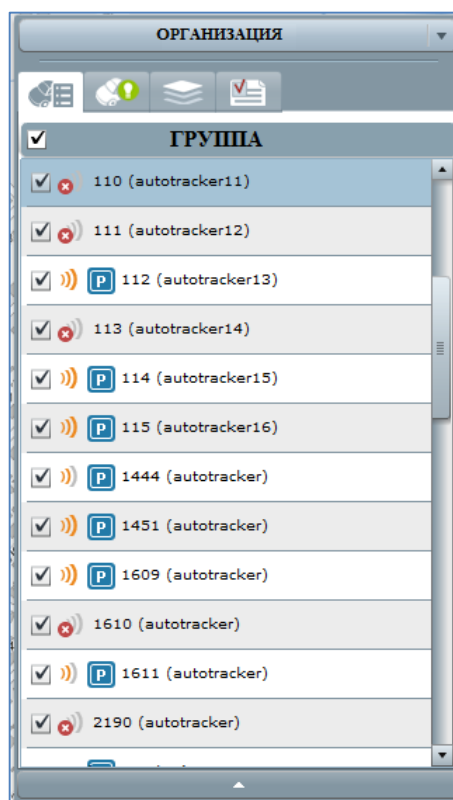 ОРГАНИЗАЦИЯ
ГРУППА
110 (autotracker11)
111 (autotracker12)
P 112 (autotracker13)
113 (autotracker14)
P 114 (autotracker15)
P 115 (autotracker16)
P 1444 (autotracker)
P 1451 (autotracker)
P 1609 (autotracker)
1610 (autotracker)
P 1611 (autotracker)
2190 (autotracker)